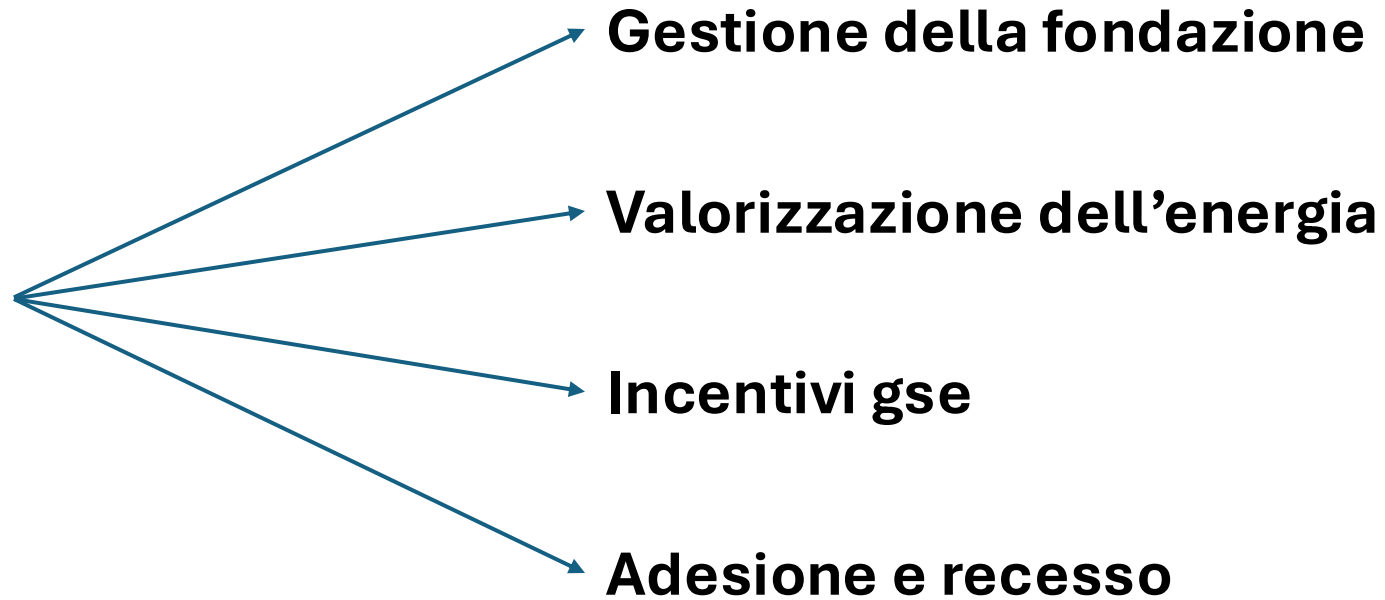 Gestione della fondazione
Valorizzazione dell’energia
Incentivi gse
Adesione e recesso